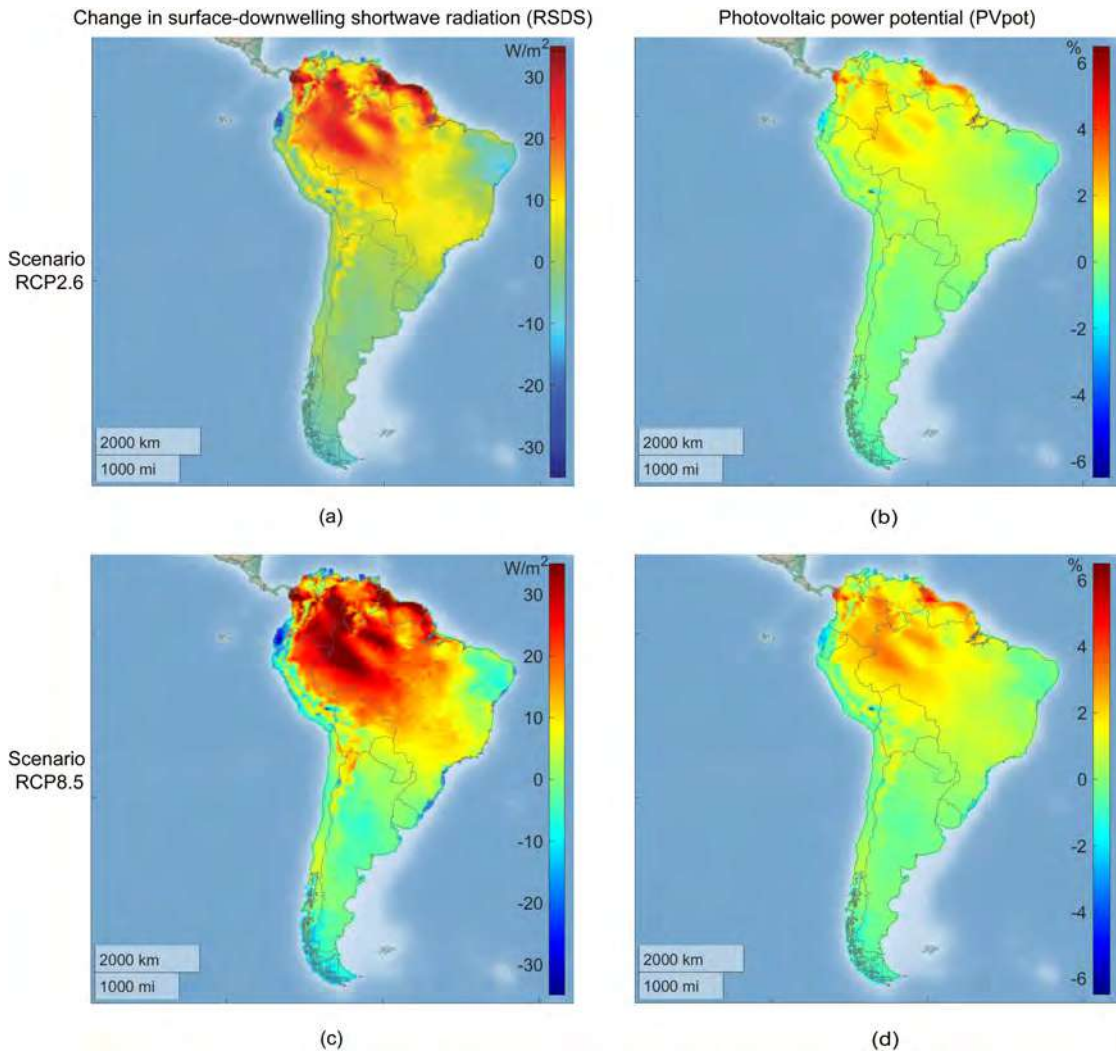 Change in surface-downwelling shortwave radiation (RSDS)
Photovoltaic power potential (PVpot)
Scenario
RCP2.6
W/m²
30
20
10
0
-10
-20
-30
2000 km
1000 mi
(a)
%
6
4
2
0
-2
-4
-6
2000 km
1000 mi
(b)
Scenario
RCP8.5
W/m²
30
20
10
0
-10
-20
-30
2000 km
1000 mi
(c)
%
6
4
2
0
-2
-4
-6
2000 km
1000 mi
(d)